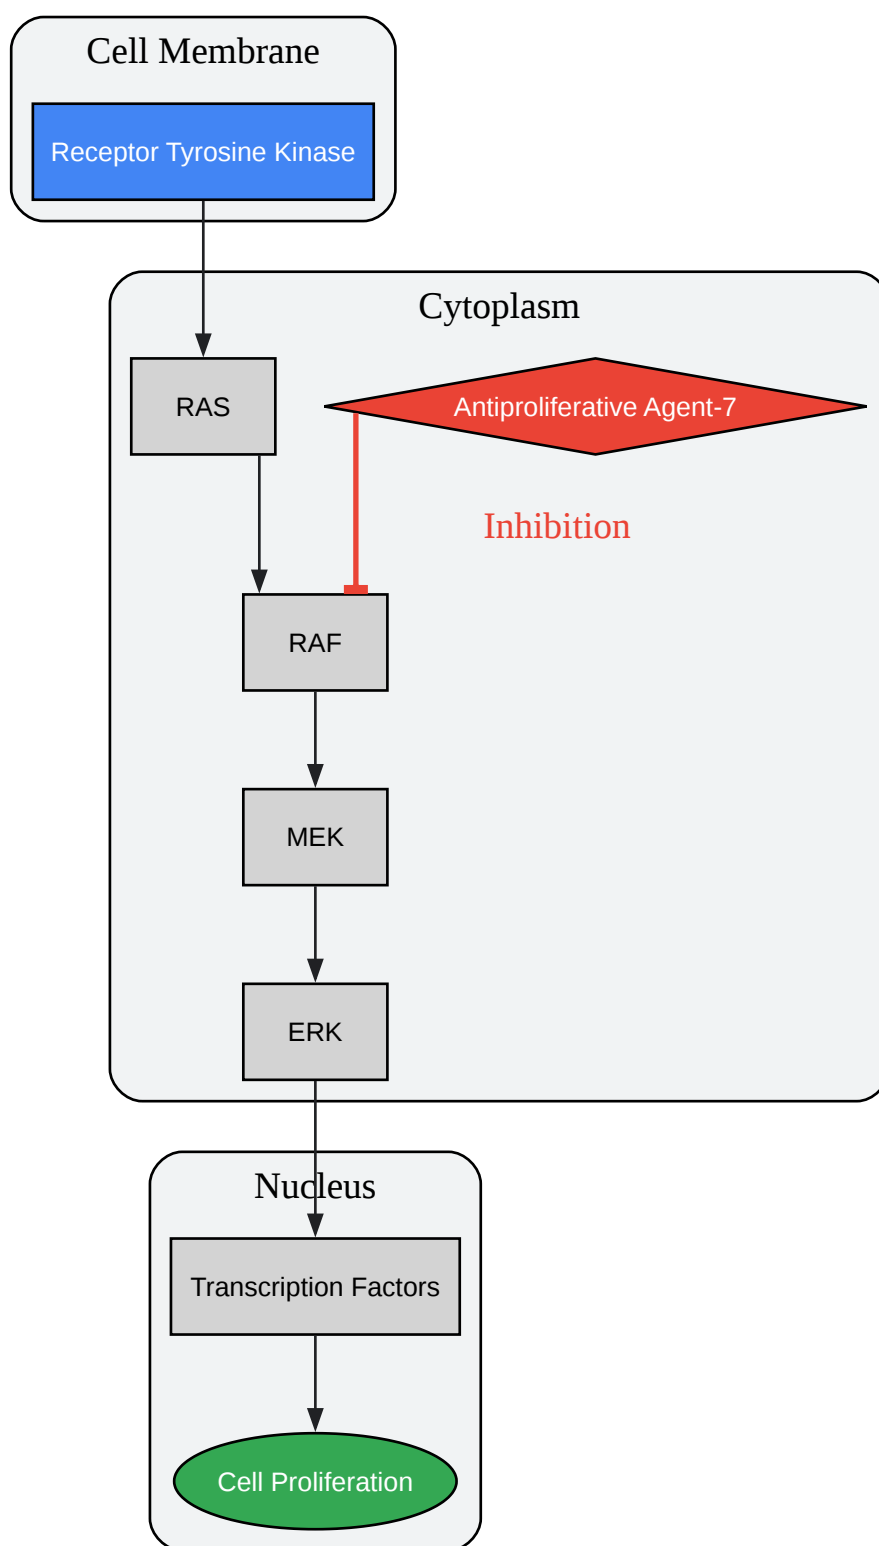 Cell Membrane
Receptor Tyrosine Kinase
Cytoplasm
RAS
Antiproliferative Agent-7
Inhibition
RAF
MEK
ERK
Nucleus
Transcription Factors
Cell Proliferation